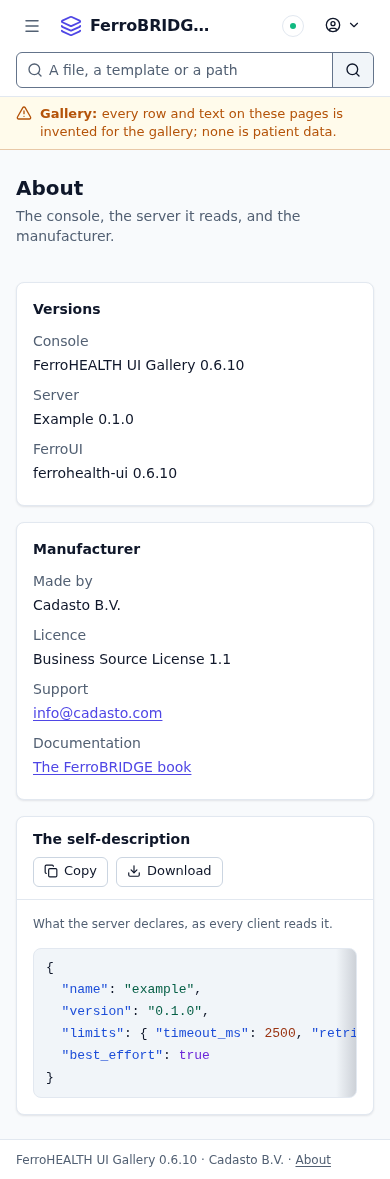 FerroBRIDG...
A file, a template or a path
Gallery: every row and text on these pages is
invented for the gallery; none is patient data.
About
The console, the server it reads, and the
manufacturer.
Versions
Console
FerroHEALTH UI Gallery 0.6.10
Server
Example 0.1.0
FerroUI
ferrohealth-ui 0.6.10
Manufacturer
Made by
Cadasto B.V.
Licence
Business Source License 1.1
Support
info@cadasto.com
Documentation
The FerroBRIDGE book
The self-description
Copy Download
What the server declares, as every client reads it.
{
  "name": "example",
  "version": "0.1.0",
  "limits": { "timeout_ms": 2500, "retri
  "best_effort": true
}
FerroHEALTH UI Gallery 0.6.10 · Cadasto B.V. · About